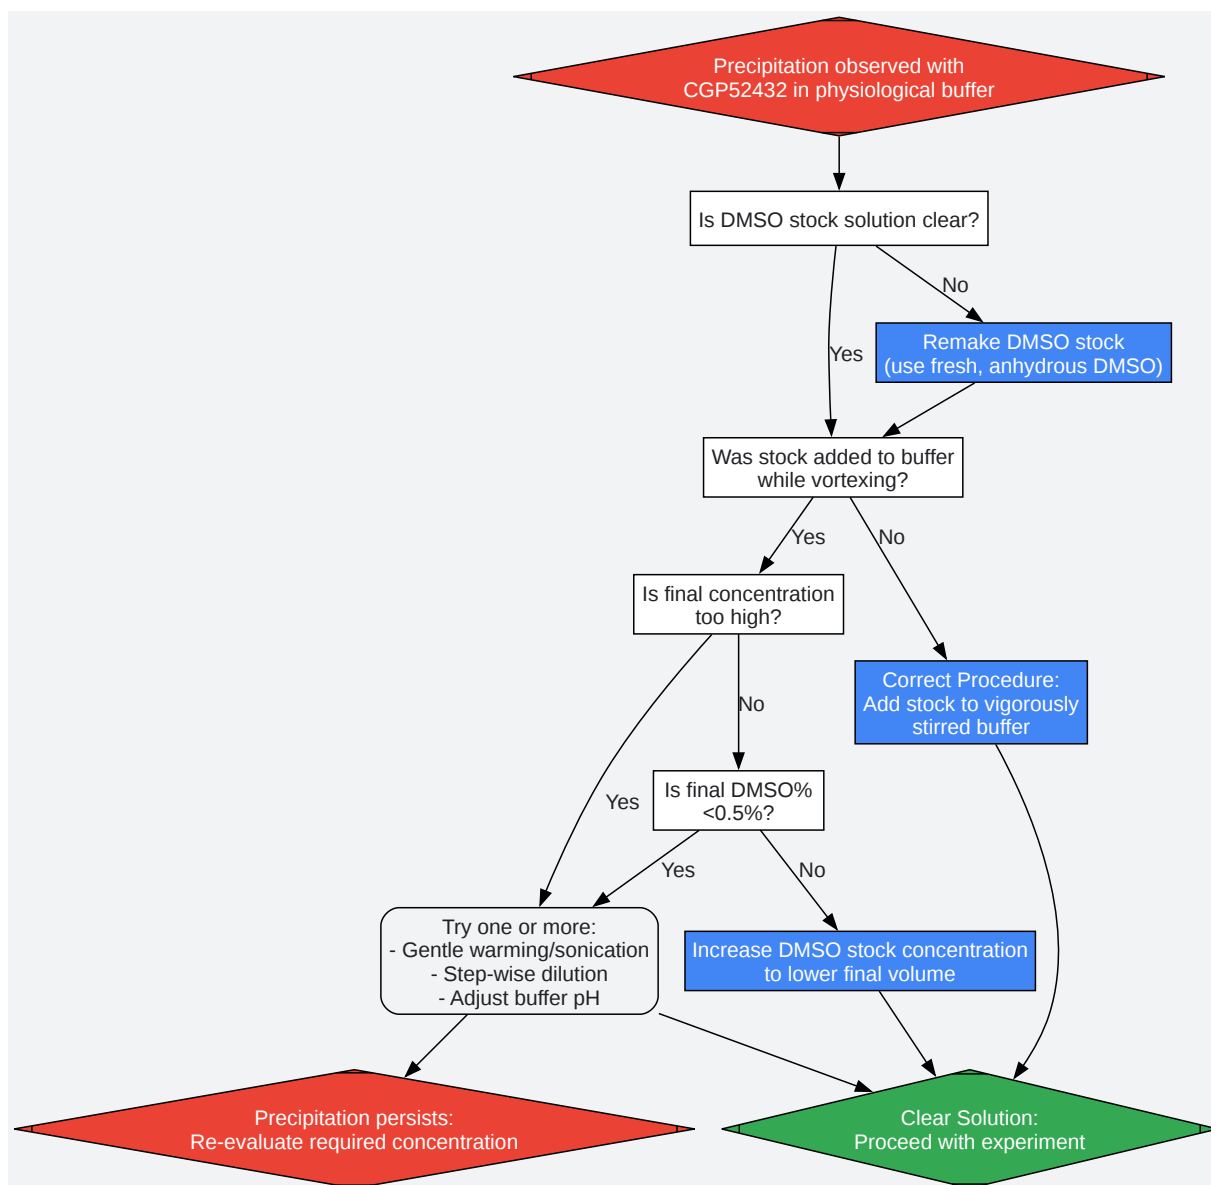 Precipitation observed with
CGP52432 in physiological buffer
Is DMSO stock solution clear?
No
Yes
Remake DMSO stock
(use fresh, anhydrous DMSO)
Was stock added to buffer
while vortexing?
Yes
No
Is final concentration
too high?
Correct Procedure:
Add stock to vigorously
stirred buffer
No
Is final DMSO%
<0.5%?
Yes
Yes
No
Try one or more:
- Gentle warming/sonication
- Step-wise dilution
- Adjust buffer pH
Increase DMSO stock concentration
to lower final volume
Precipitation persists:
Re-evaluate required concentration
Clear Solution:
Proceed with experiment